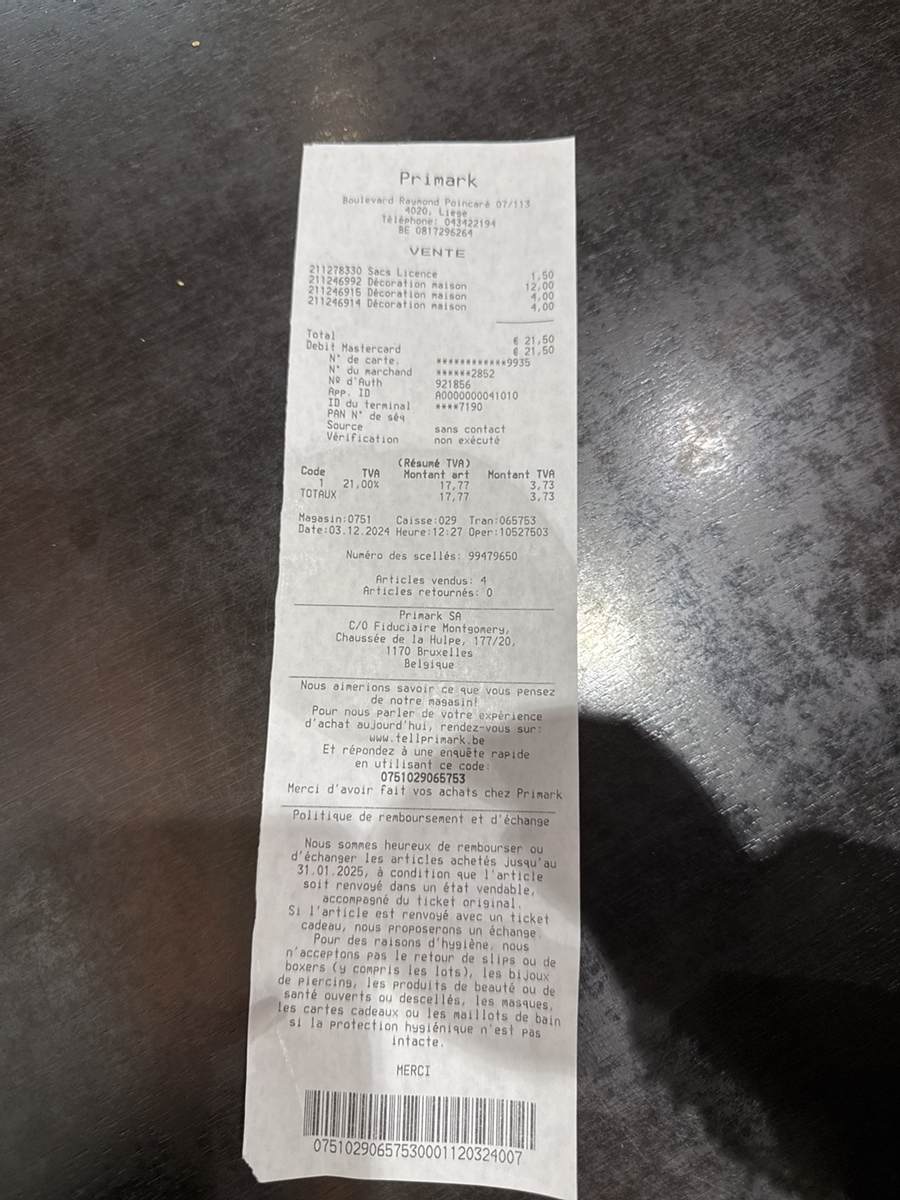 Primark
Boulevard Raymond Poincaré 07/113
4020, Liege
Téléphone: 043422194
BE 0817296264
VENTE
211278330 Sacs Licence 1,50
211246992 Décoration maison 12,00
211246915 Décoration maison 4,00
211246914 Décoration maison 4,00
Total € 21,50
Debit Mastercard € 21,50
N° de carte. ************9935
N° du marchand ******2852
Nº d'Auth 921856
App. ID A0000000041010
ID du terminal ****7190
PAN N° de séq
Source sans contact
Vérification non exécuté
(Résumé TVA)
Code TVA Montant art Montant TVA
1 21,00% 17,77 3,73
TOTAUX 17,77 3,73
Magasin:0751 Caisse:029 Tran:065753
Date:03.12.2024 Heure:12:27 Oper:10527503
Numéro des scellés: 99479650
Articles vendus: 4
Articles retournés: 0
Primark SA
C/O Fiduciaire Montgomery,
Chaussée de la Hulpe, 177/20,
1170 Bruxelles
Belgique
Nous aimerions savoir ce que vous pensez
de notre magasin!
Pour nous parler de votre expérience
d'achat aujourd'hui, rendez-vous sur:
www.tellprimark.be
Et répondez à une enquête rapide
en utilisant ce code:
0751029065753
Merci d'avoir fait vos achats chez Primark
Politique de remboursement et d'échange
Nous sommes heureux de rembourser ou
d'échanger les articles achetés jusqu'au
31.01.2025, à condition que l'article
soit renvoyé dans un état vendable,
accompagné du ticket original.
Si l'article est renvoyé avec un ticket
cadeau, nous proposerons un échange.
Pour des raisons d'hygiène, nous
n'acceptons pas le retour de slips ou de
boxers (y compris les lots), les bijoux
de piercing, les produits de beauté ou de
santé ouverts ou descellés, les masques,
les cartes cadeaux ou les maillots de bain
si la protection hygiénique n'est pas
intacte.
MERCI
07510290657530001120324007